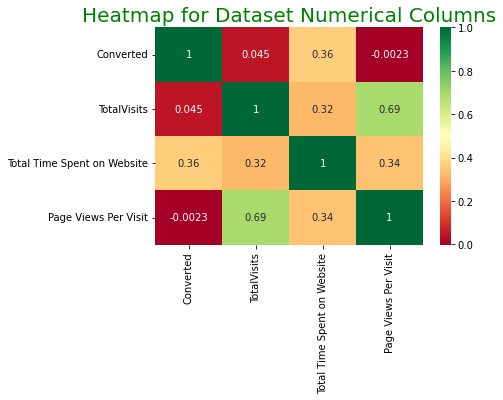 Heatmap for Dataset Numerical Columns
Converted 1 0.045 0.36 -0.0023
TotalVisits 0.045 1 0.32 0.69
Total Time Spent on Website 0.36 0.32 1 0.34
Page Views Per Visit -0.0023 0.69 0.34 1
Converted
TotalVisits
Total Time Spent on Website
Page Views Per Visit
1.0
0.8
0.6
0.4
0.2
0.0